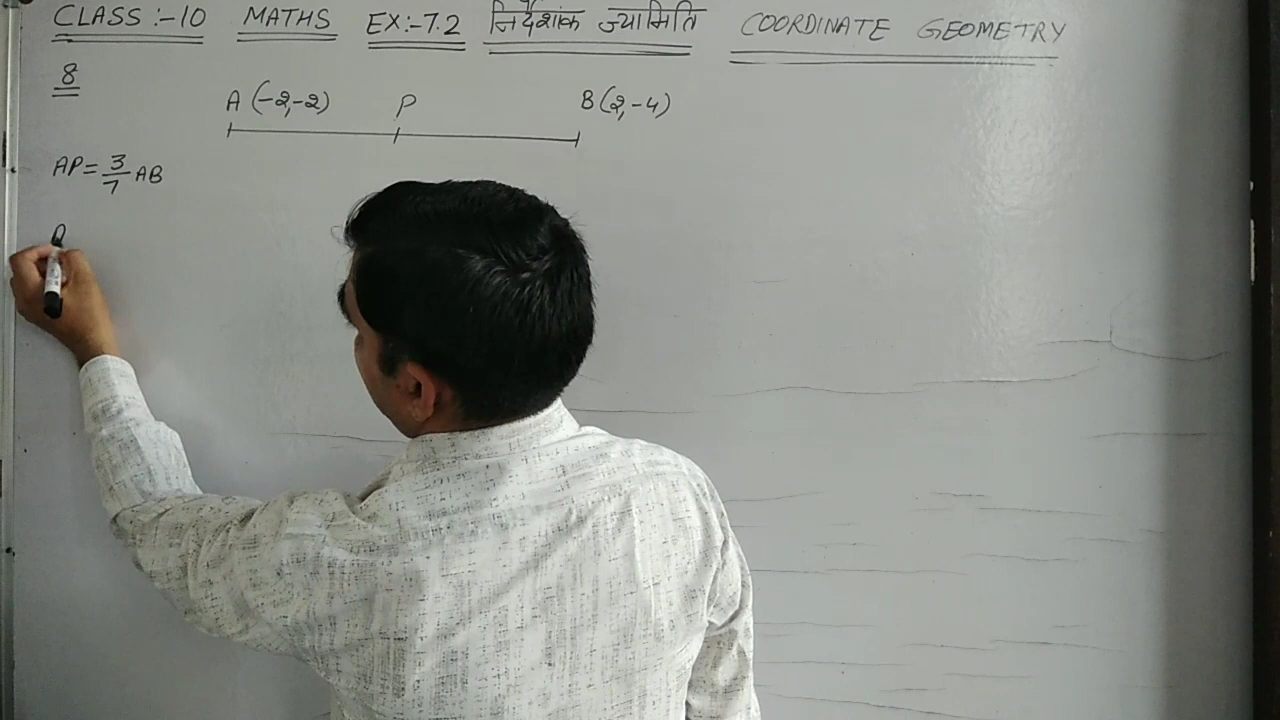 CLASS :-10 MATHS EX:-7.2 निर्देशांक ज्यामिति COORDINATE GEOMETRY
8
A (-2,-2) P B (2,-4)
AP = 3/7 AB